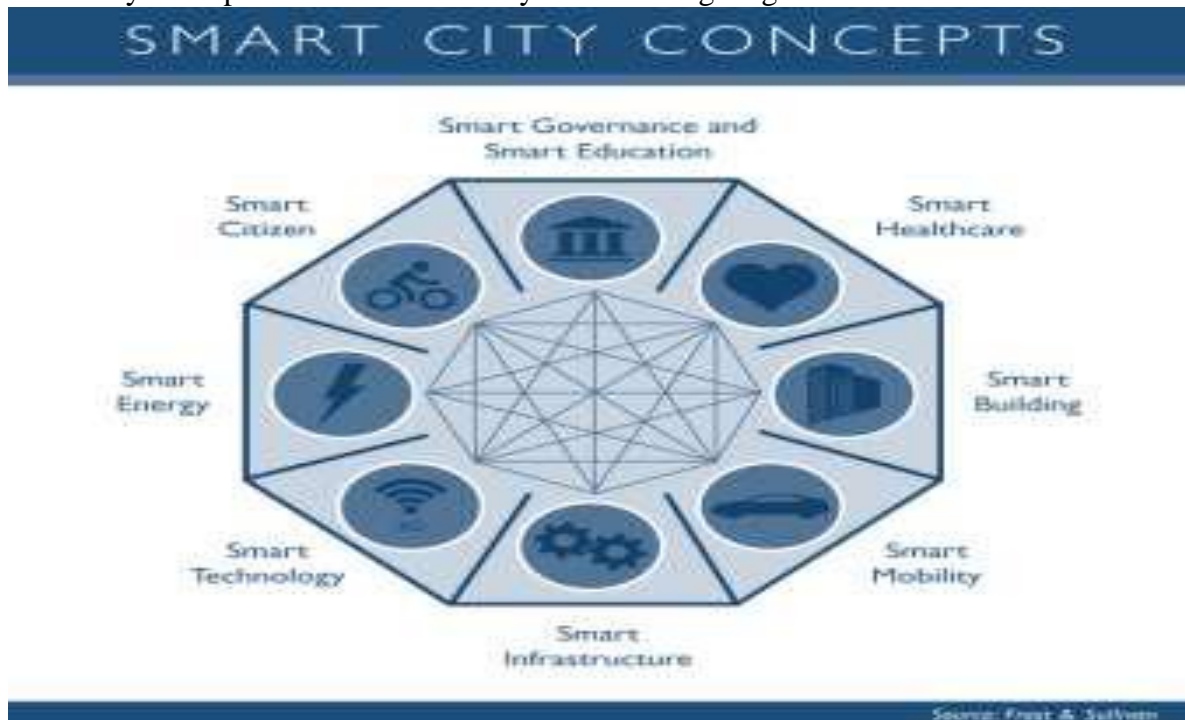 SMART CITY CONCEPTS
Smart Governance and
Smart Education
Smart
Citizen
Smart
Healthcare
Smart
Energy
Smart
Building
Smart
Technology
Smart
Mobility
Smart
Infrastructure
Source: Frost & Sullivan